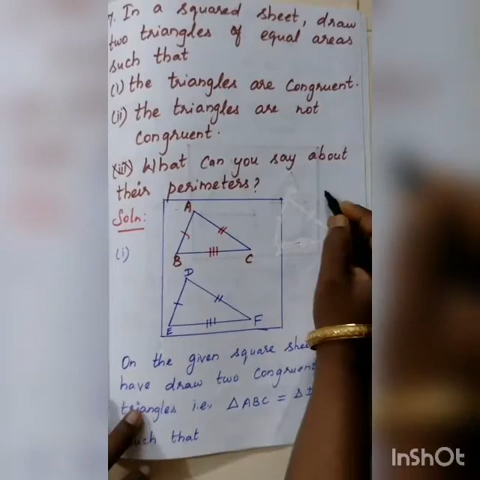 7. In a squared sheet, draw
two triangles of equal areas
such that
(i) the triangles are congruent.
(ii) the triangles are not
congruent.
(iii) What can you say about
their perimeters?
Soln:
(i)
A
B
C
D
E
F
On the given square
have draw two Congruent
triangles i.e., △ABC =
such that
InShOt